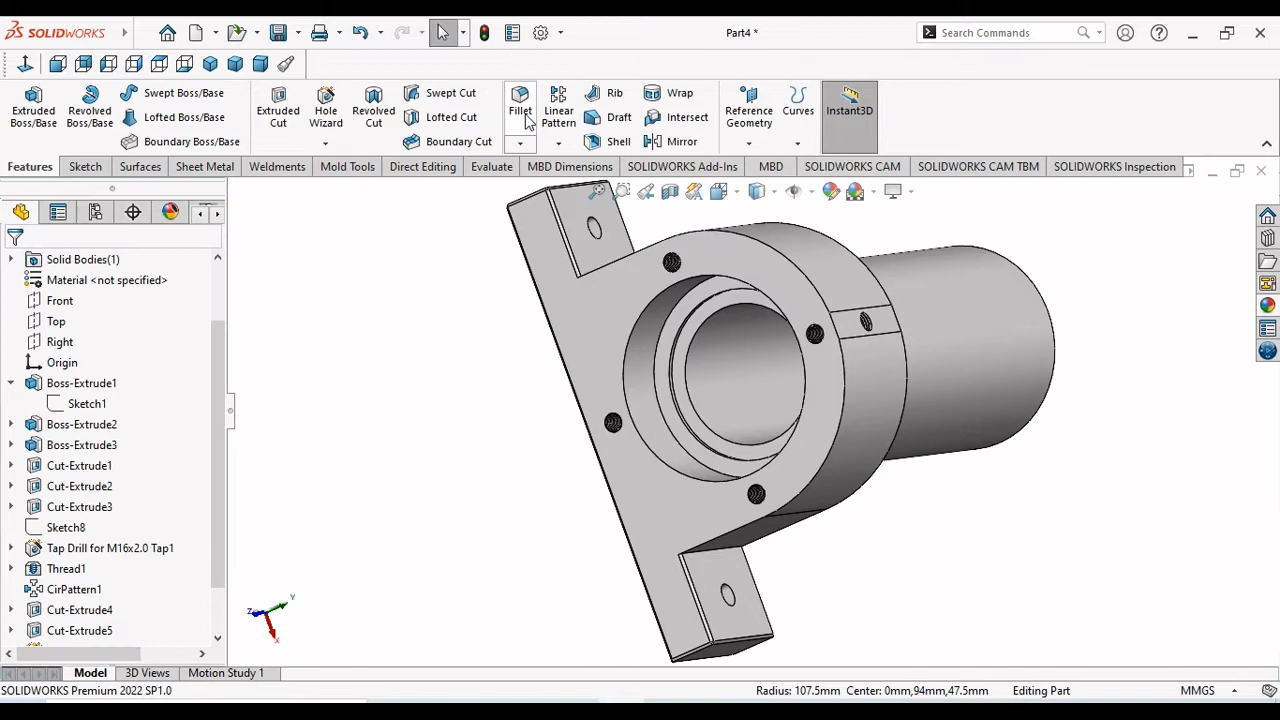 SOLIDWORKS
Part4 *
Search Commands
Extruded Boss/Base
Revolved Boss/Base
Swept Boss/Base
Lofted Boss/Base
Boundary Boss/Base
Extruded Cut
Hole Wizard
Revolved Cut
Swept Cut
Lofted Cut
Boundary Cut
Fillet
Linear Pattern
Rib
Draft
Shell
Wrap
Intersect
Mirror
Reference Geometry
Curves
Instant3D
Features
Sketch
Surfaces
Sheet Metal
Weldments
Mold Tools
Direct Editing
Evaluate
MBD Dimensions
SOLIDWORKS Add-Ins
MBD
SOLIDWORKS CAM
SOLIDWORKS CAM TBM
SOLIDWORKS Inspection
Solid Bodies(1)
Material <not specified>
Front
Top
Right
Origin
Boss-Extrude1
Sketch1
Boss-Extrude2
Boss-Extrude3
Cut-Extrude1
Cut-Extrude2
Cut-Extrude3
Sketch8
Tap Drill for M16x2.0 Tap1
Thread1
CirPattern1
Cut-Extrude4
Cut-Extrude5
Y
Z
X
Model
3D Views
Motion Study 1
SOLIDWORKS Premium 2022 SP1.0
Radius: 107.5mm Center: 0mm,94mm,47.5mm
Editing Part
MMGS